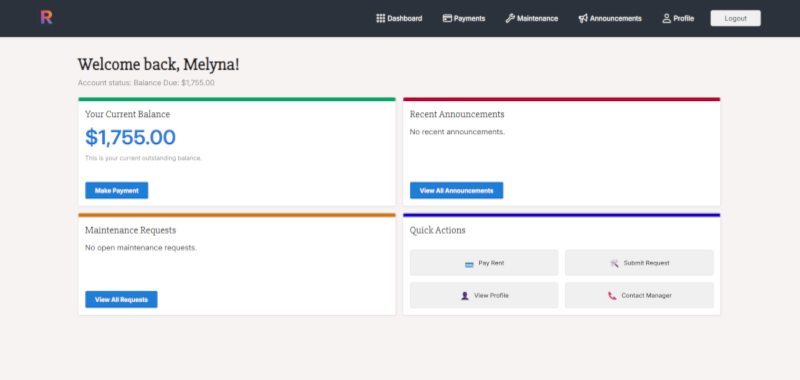 R
Dashboard
Payments
Maintenance
Announcements
Profile
Logout
Welcome back, Melyna!
Account status: Balance Due: $1,755.00
Your Current Balance
$1,755.00
This is your current outstanding balance.
Make Payment
Recent Announcements
No recent announcements.
View All Announcements
Maintenance Requests
No open maintenance requests.
View All Requests
Quick Actions
Pay Rent
Submit Request
View Profile
Contact Manager